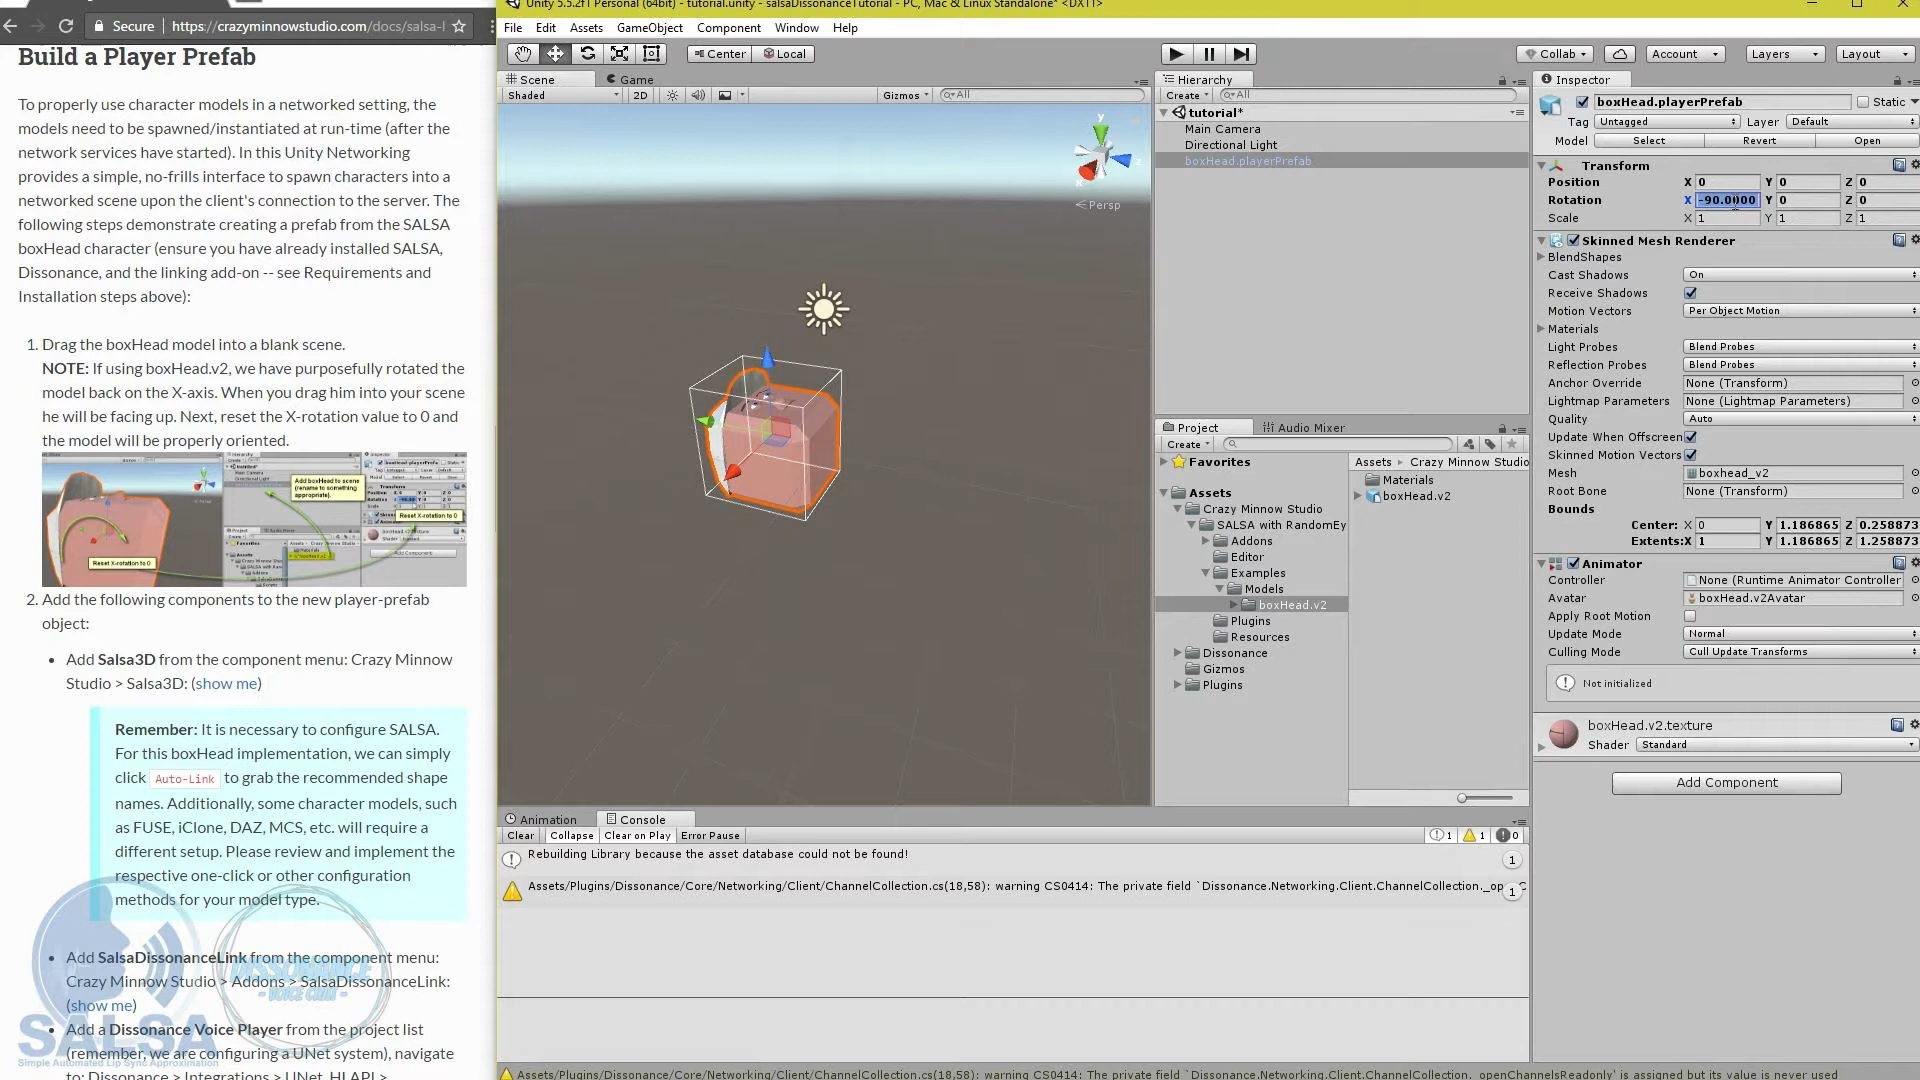 Secure
https://crazyminnowstudio.com/docs/salsa-l
Build a Player Prefab
To properly use character models in a networked setting, the
models need to be spawned/instantiated at run-time (after the
network services have started). In this Unity Networking
provides a simple, no-frills interface to spawn characters into a
networked scene upon the client's connection to the server. The
following steps demonstrate creating a prefab from the SALSA
boxHead character (ensure you have already installed SALSA,
Dissonance, and the linking add-on -- see Requirements and
Installation steps above):
1. Drag the boxHead model into a blank scene.
NOTE: If using boxHead.v2, we have purposefully rotated the
model back on the X-axis. When you drag him into your scene
he will be facing up. Next, reset the X-rotation value to 0 and
the model will be properly oriented.
Add boxHead to scene
(rename to something
appropriate).
Reset X-rotation to 0
Reset X-rotation to 0
2. Add the following components to the new player-prefab
object:
• Add Salsa3D from the component menu: Crazy Minnow
Studio > Salsa3D: (show me)
Remember: It is necessary to configure SALSA.
For this boxHead implementation, we can simply
click Auto-Link to grab the recommended shape
names. Additionally, some character models, such
as FUSE, iClone, DAZ, MCS, etc. will require a
different setup. Please review and implement the
respective one-click or other configuration
methods for your model type.
• Add SalsaDissonanceLink from the component menu:
Crazy Minnow Studio > Addons > SalsaDissonanceLink:
(show me)
• Add a Dissonance Voice Player from the project list
(remember, we are configuring a UNet system), navigate
to: Dissonance > Integrations > UNet_HLAPI >
SALSA
Simple Automated Lip Sync Approximation
DISSONANCE
- VOICE CHAT -
Unity 5.5.2f1 Personal (64bit) - tutorial.unity - salsaDissonanceTutorial - PC, Mac & Linux Standalone* <DX11>
File Edit Assets GameObject Component Window Help
Center Local
Collab Account Layers Layout
Scene Game
Shaded 2D Gizmos All
y
z
x
Persp
Hierarchy
Create All
tutorial*
Main Camera
Directional Light
boxHead.playerPrefab
Project Audio Mixer
Create
Favorites
Assets
Crazy Minnow Studio
SALSA with RandomEy
Addons
Editor
Examples
Models
boxHead.v2
Plugins
Resources
Dissonance
Gizmos
Plugins
Assets Crazy Minnow Studio
Materials
boxHead.v2
Animation Console
Clear Collapse Clear on Play Error Pause 1 1 0
Rebuilding Library because the asset database could not be found! 1
Assets/Plugins/Dissonance/Core/Networking/Client/ChannelCollection.cs(18,58): warning CS0414: The private field `Dissonance.Networking.Client.ChannelCollection._op 1
Assets/Plugins/Dissonance/Core/Networking/Client/ChannelCollection.cs(18,58): warning CS0414: The private field `Dissonance.Networking.Client.ChannelCollection._openChannelsReadonly' is assigned but its value is never used
Inspector
boxHead.playerPrefab Static
Tag Untagged Layer Default
Model Select Revert Open
Transform
Position X 0 Y 0 Z 0
Rotation X -90.0000 Y 0 Z 0
Scale X 1 Y 1 Z 1
Skinned Mesh Renderer
BlendShapes
Cast Shadows On
Receive Shadows
Motion Vectors Per Object Motion
Materials
Light Probes Blend Probes
Reflection Probes Blend Probes
Anchor Override None (Transform)
Lightmap Parameters None (Lightmap Parameters)
Quality Auto
Update When Offscreen
Skinned Motion Vectors
Mesh boxhead_v2
Root Bone None (Transform)
Bounds
Center: X 0 Y 1.186865 Z 0.258873
Extents: X 1 Y 1.186865 Z 1.258873
Animator
Controller None (Runtime Animator Controller
Avatar boxHead.v2Avatar
Apply Root Motion
Update Mode Normal
Culling Mode Cull Update Transforms
Not initialized
boxHead.v2.texture
Shader Standard
Add Component